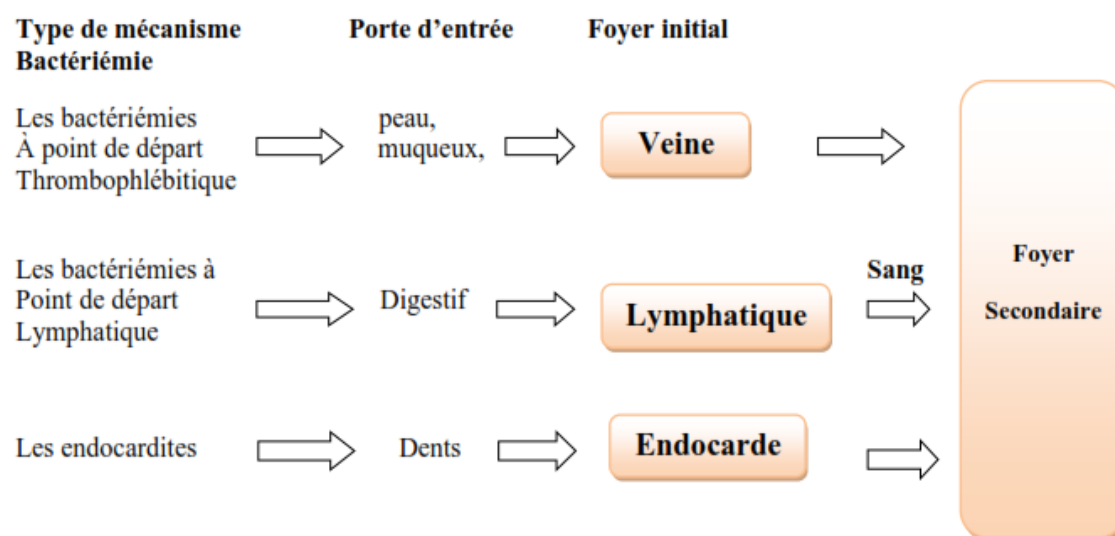 Type de mécanisme Porte d’entrée Foyer initial
Bactériémie
Les bactériémies
À point de départ
Thrombophlébitique
peau,
muqueux,
Veine
Les bactériémies à
Point de départ
Lymphatique
Digestif
Lymphatique
Sang
Foyer
Secondaire
Les endocardites
Dents
Endocarde